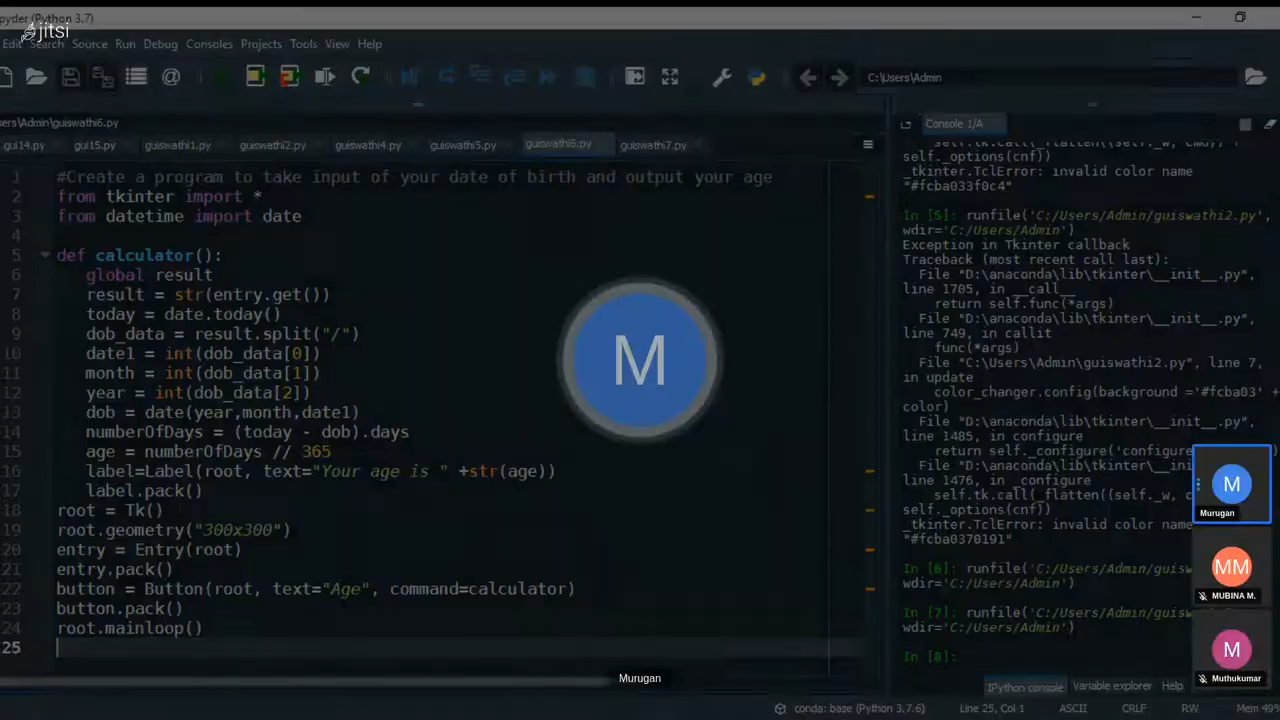 pyder (Python 3.7)
jitsi
Edit Search Source Run Debug Consoles Projects Tools View Help
C:\Users\Admin
ers\Admin\guiswathi6.py
gui14.py gui15.py guiswathi1.py guiswathi2.py guiswathi4.py guiswathi5.py guiswathi6.py guiswathi7.py
1 #Create a program to take input of your date of birth and output your age
2 from tkinter import *
3 from datetime import date
4
5 def calculator():
6 global result
7 result = str(entry.get())
8 today = date.today()
9 dob_data = result.split("/")
10 date1 = int(dob_data[0])
11 month = int(dob_data[1])
12 year = int(dob_data[2])
13 dob = date(year,month,date1)
14 numberOfDays = (today - dob).days
15 age = numberOfDays // 365
16 label=Label(root, text="Your age is " +str(age))
17 label.pack()
18 root = Tk()
19 root.geometry("300x300")
20 entry = Entry(root)
21 entry.pack()
22 button = Button(root, text="Age", command=calculator)
23 button.pack()
24 root.mainloop()
25
M
Murugan
Console 1/A
self.tk.call(_flatten((self._w, cmd)) +
self._options(cnf))
_tkinter.TclError: invalid color name
"#fcba033f0c4"
In [5]: runfile('C:/Users/Admin/guiswathi2.py',
wdir='C:/Users/Admin')
Exception in Tkinter callback
Traceback (most recent call last):
File "D:\anaconda\lib\tkinter\__init__.py",
line 1705, in __call__
return self.func(*args)
File "D:\anaconda\lib\tkinter\__init__.py",
line 749, in callit
func(*args)
File "C:\Users\Admin\guiswathi2.py", line 7,
in update
color_changer.config(background ='#fcba03' +
color)
File "D:\anaconda\lib\tkinter\__init__.py",
line 1485, in configure
return self._configure('configure
File "D:\anaconda\lib\tkinter\__init__
line 1476, in _configure
self.tk.call(_flatten((self._w, c
self._options(cnf))
_tkinter.TclError: invalid color name
"#fcba0370191"
In [6]: runfile('C:/Users/Admin/guisw
wdir='C:/Users/Admin')
In [7]: runfile('C:/Users/Admin/guisw
wdir='C:/Users/Admin')
In [8]:
M
Murugan
MM
MUBINA M.
M
Muthukumar
IPython console Variable explorer Help
conda: base (Python 3.7.6) Line 25, Col 1 ASCII CRLF RW Mem 49%